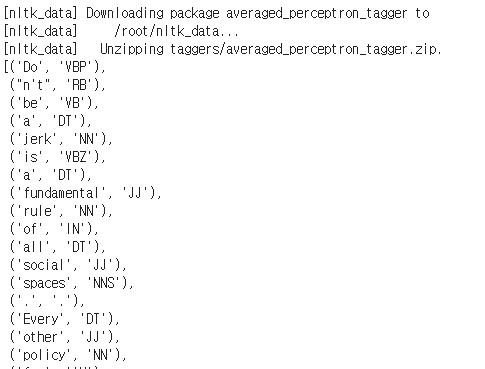 [nltk_data] Downloading package averaged_perceptron_tagger to
[nltk_data]     /root/nltk_data...
[nltk_data]   Unzipping taggers/averaged_perceptron_tagger.zip.
[('Do', 'VBP'),
 ("n't", 'RB'),
 ('be', 'VB'),
 ('a', 'DT'),
 ('jerk', 'NN'),
 ('is', 'VBZ'),
 ('a', 'DT'),
 ('fundamental', 'JJ'),
 ('rule', 'NN'),
 ('of', 'IN'),
 ('all', 'DT'),
 ('social', 'JJ'),
 ('spaces', 'NNS'),
 ('.', '.'),
 ('Every', 'DT'),
 ('other', 'JJ'),
 ('policy', 'NN'),